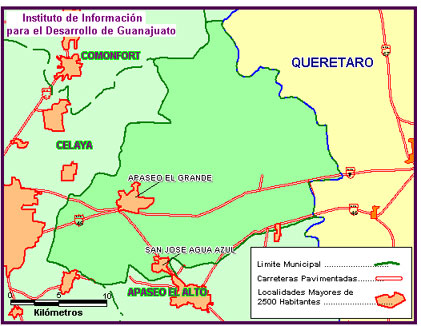 Instituto de Información
para el Desarrollo de Guanajuato
COMONFORT
QUERETARO
CELAYA
APASEO EL GRANDE
SAN JOSE AGUA AZUL
APASEO EL ALTO
Limite Municipal
Carreteras Pavimentadas
Localidades Mayores de
2500 Habitantes
0 5 10
Kilómetros